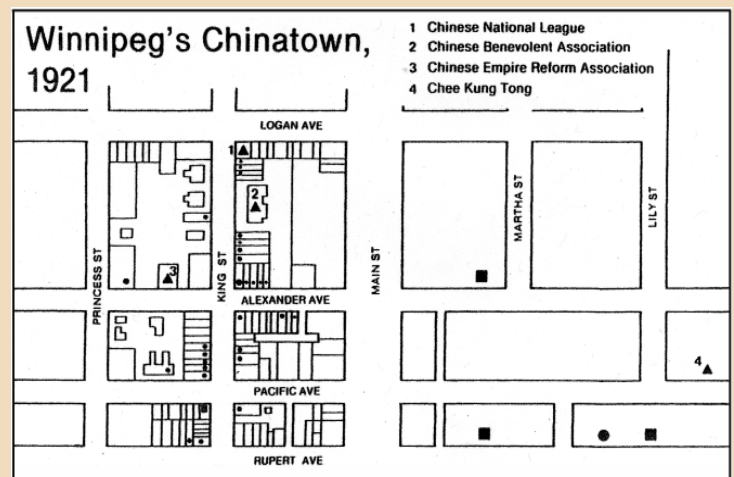 Winnipeg's Chinatown,
1921
1 Chinese National League
2 Chinese Benevolent Association
3 Chinese Empire Reform Association
4 Chee Kung Tong
LOGAN AVE
1
2
3
PRINCESS ST
KING ST
MAIN ST
MARTHA ST
LILY ST
ALEXANDER AVE
4
PACIFIC AVE
RUPERT AVE